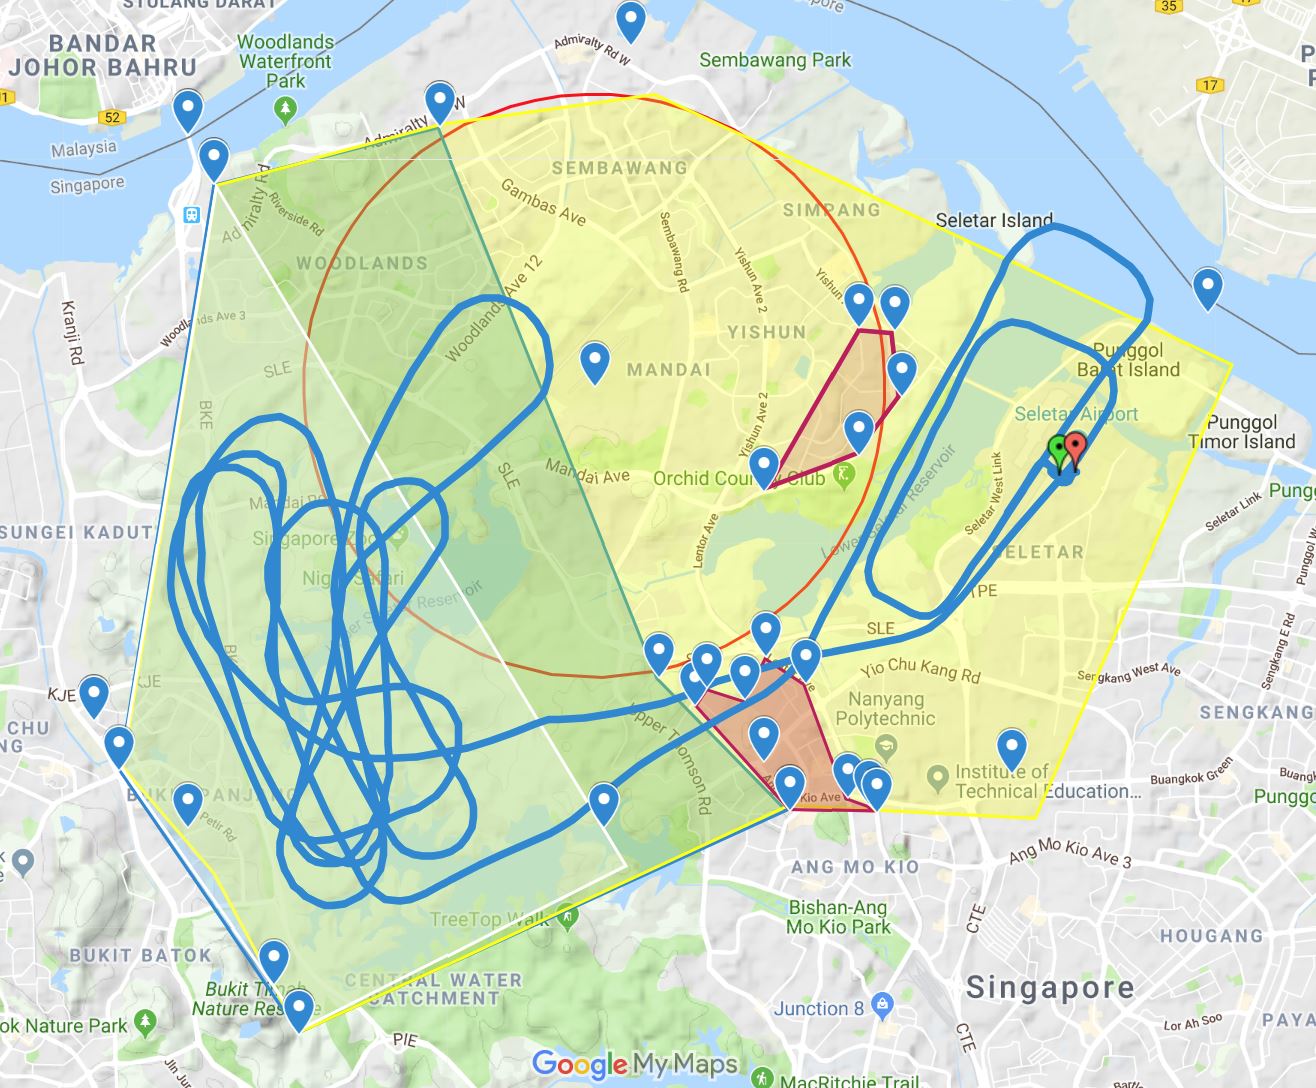 STULANG DARAT
BANDAR
JOHOR BAHRU
Woodlands
Waterfront
Park
Admiralty Rd W
Sembawang Park
35
17
52
Malaysia
Singapore
Admiralty
W
Admiralty Rd
Riverside Rd
SEMBAWANG
Gambas Ave
SIMPANG
Seletar Island
WOODLANDS
Sembawang Rd
Yishun Ave 2
Yishun
Woodlands Ave 12
Kranji Rd
Woodlands Ave 3
YISHUN
MANDAI
SLE
BKE
Punggol
Barat Island
Seletar Airport
Punggol
Timor Island
Yishun Ave 2
SLE
Mandai Ave
Orchid Country Club
Lower Seletar Reservoir
Seletar West Link
Seletar Link
Mandai Rd
SUNGEI KADUT
Singapore Zoo
Night Safari
Lentor Ave
SELETAR
TPE
SLE
Yio Chu Kang Rd
Sengkang West Ave
Sengkang E Rd
KJE
KJE
BKE
Upper Thomson Rd
Nanyang
Polytechnic
SENGKANG
CHU
NG
BUKIT PANJANG
Petir Rd
Kio Ave
Institute of
Technical Education...
Buangkok Green
Punggo
ANG MO KIO
Ang Mo Kio Ave 3
TreeTop Walk
Bishan-Ang
Mo Kio Park
CTE
HOUGANG
BUKIT BATOK
CENTRAL WATER
CATCHMENT
Bukit Timah
Nature Reserve
Singapore
Junction 8
ok Nature Park
PIE
CTE
Lor Ah Soo
PAYA
Google My Maps
MacRitchie Trail